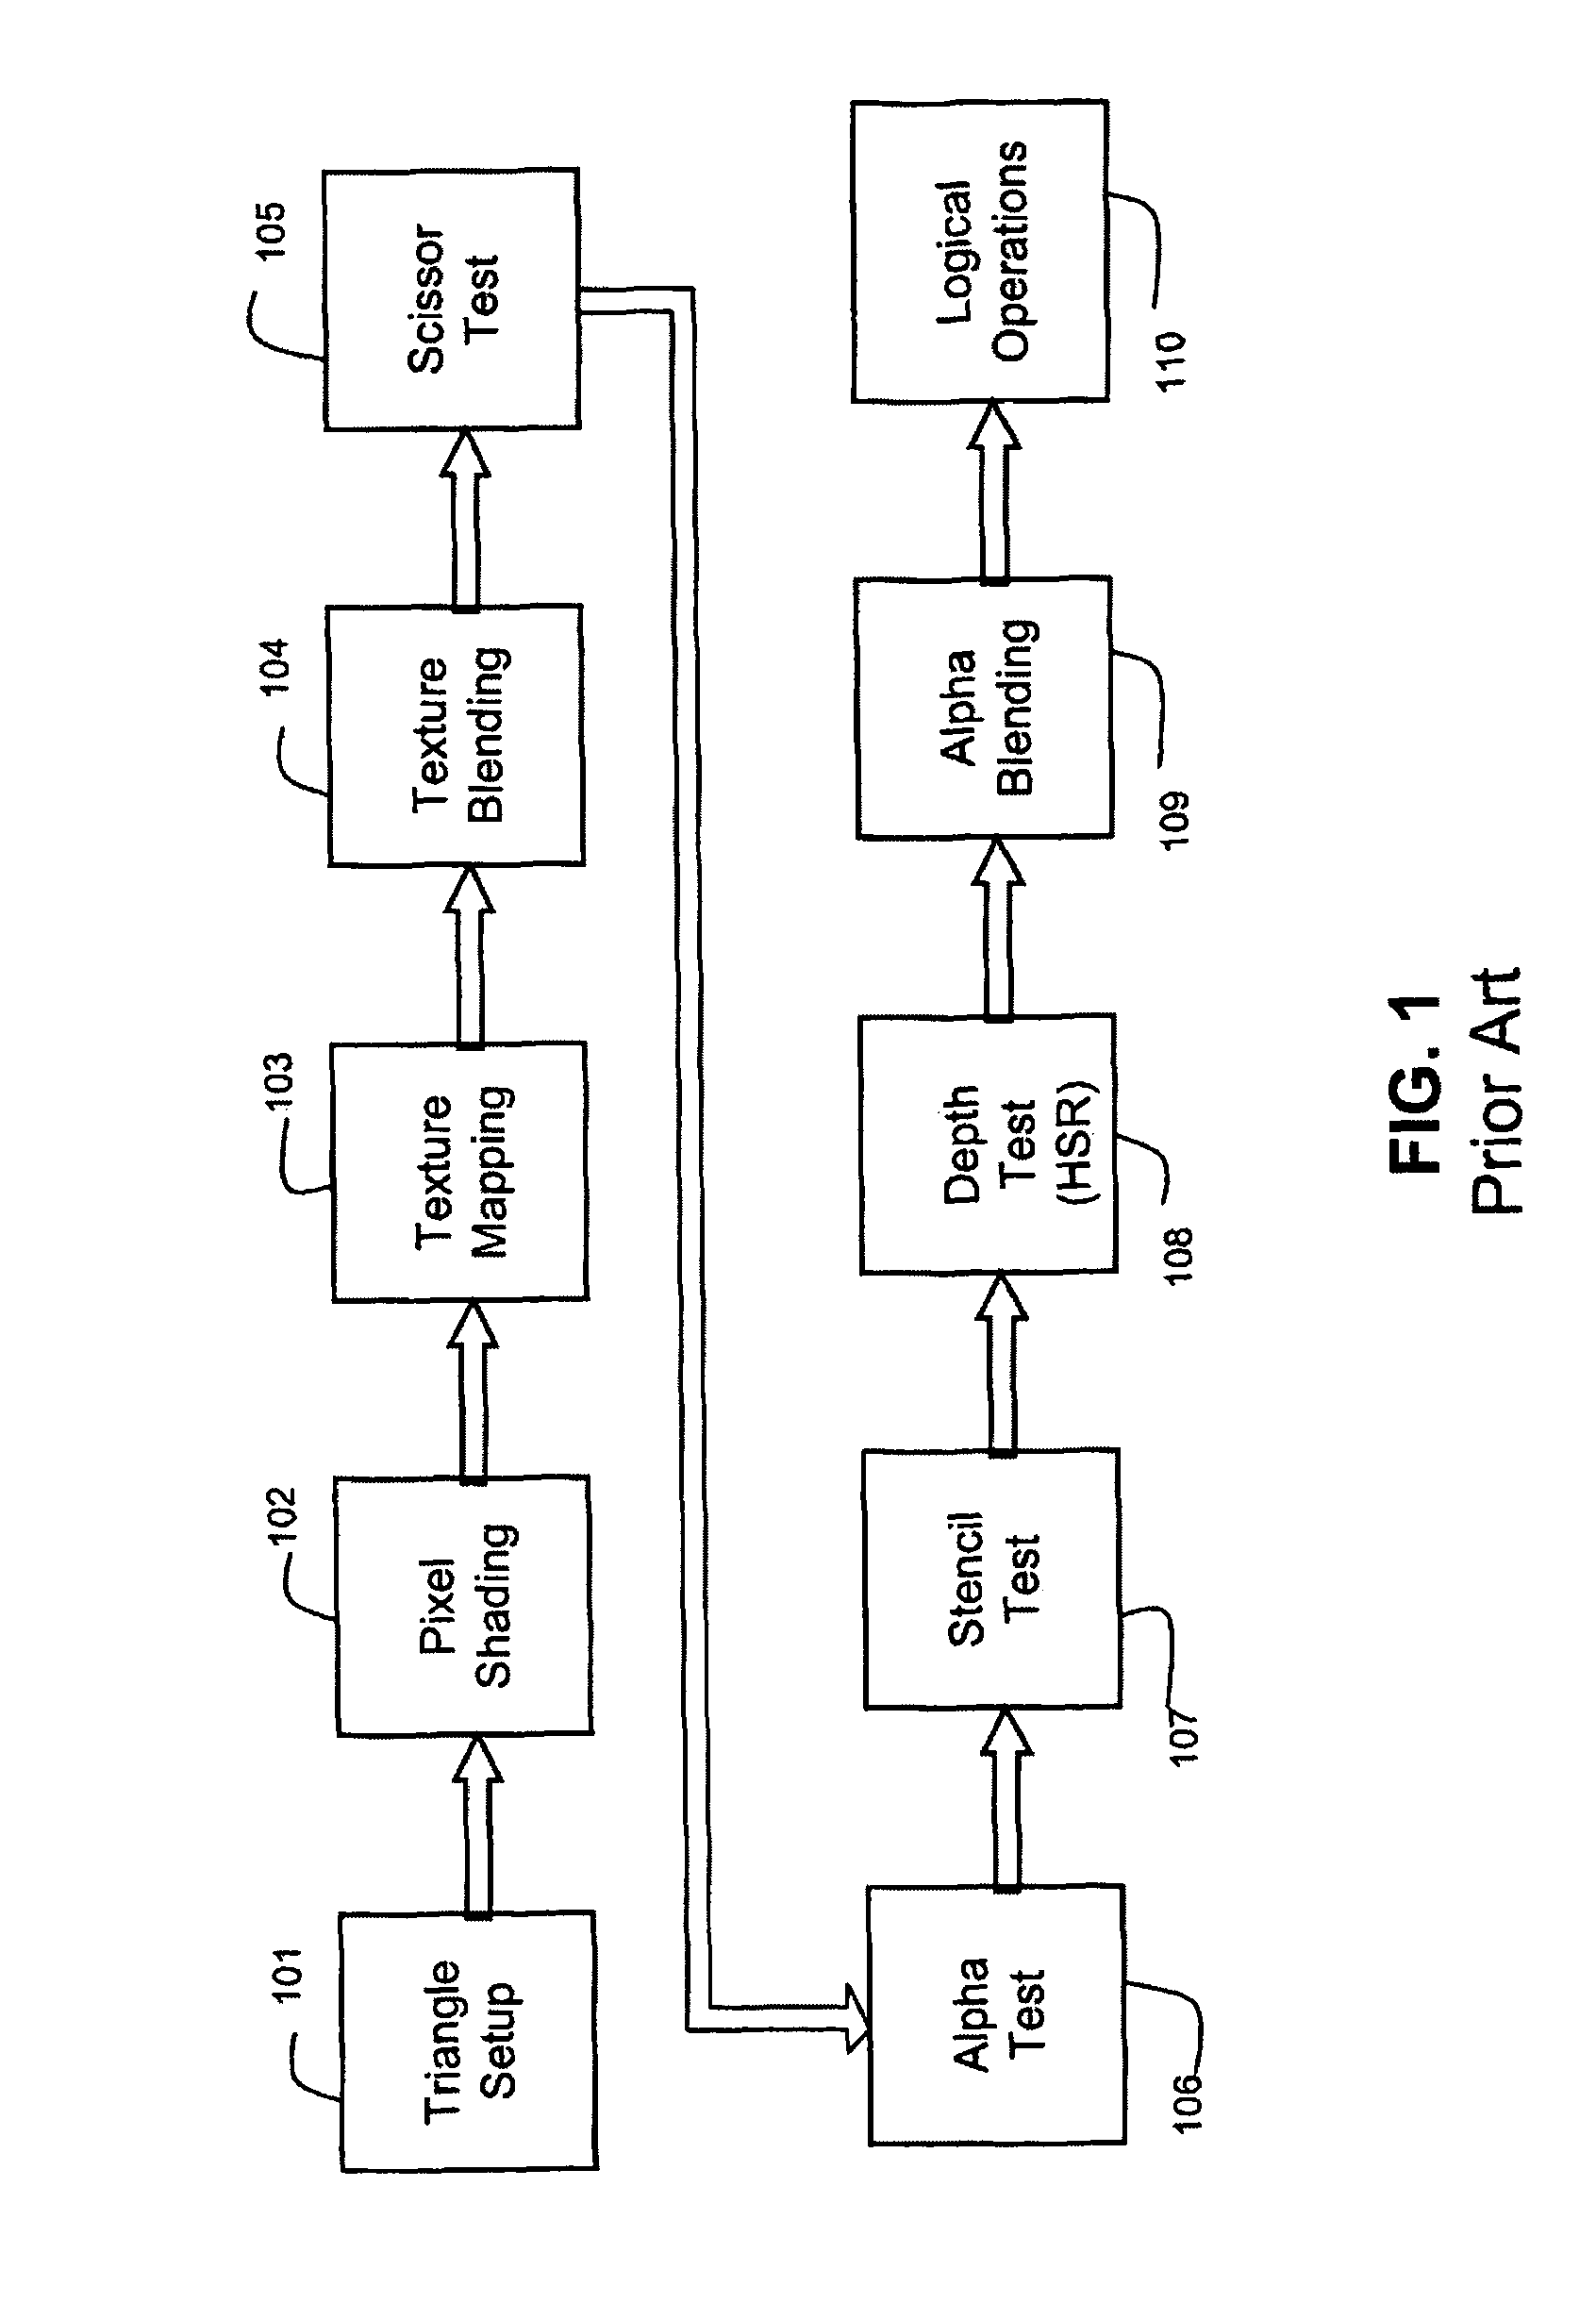 101
Triangle
Setup
102
Pixel
Shading
103
Texture
Mapping
104
Texture
Blending
105
Scissor
Test
Alpha
Test
106
Stencil
Test
107
Depth
Test
(HSR)
108
Alpha
Blending
109
Logical
Operations
110
FIG. 1
Prior Art